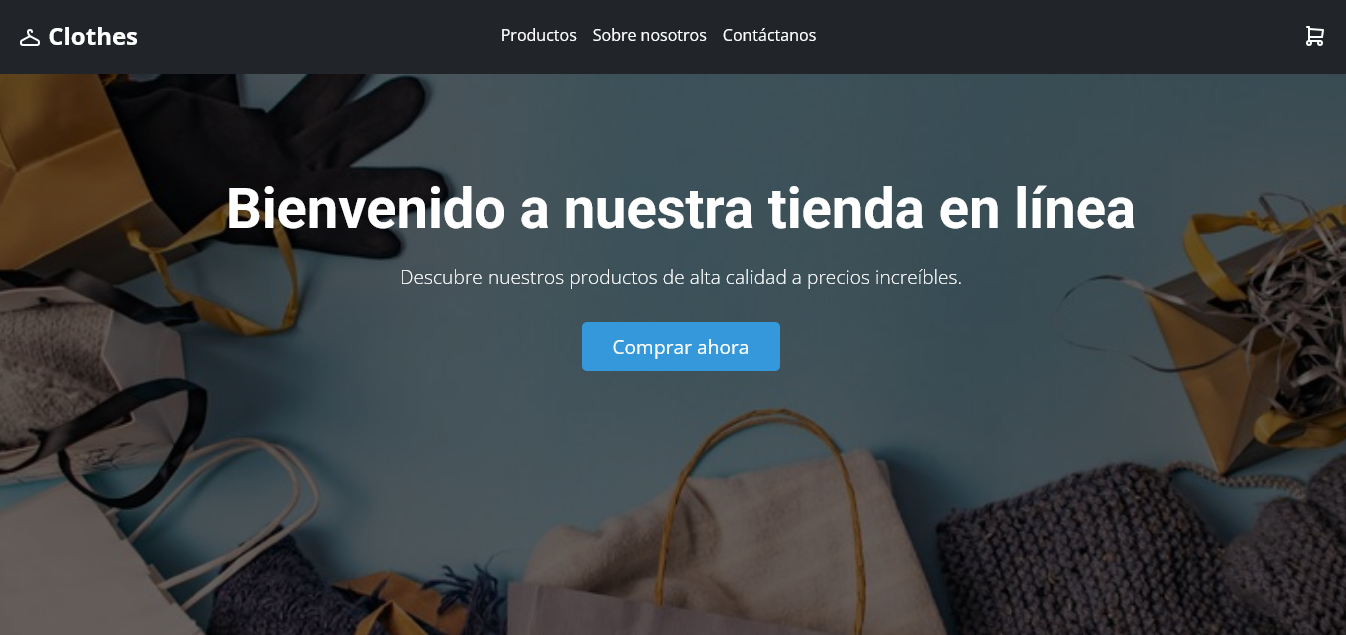 Clothes
Productos Sobre nosotros Contáctanos
Bienvenido a nuestra tienda en línea
Descubre nuestros productos de alta calidad a precios increíbles.
Comprar ahora